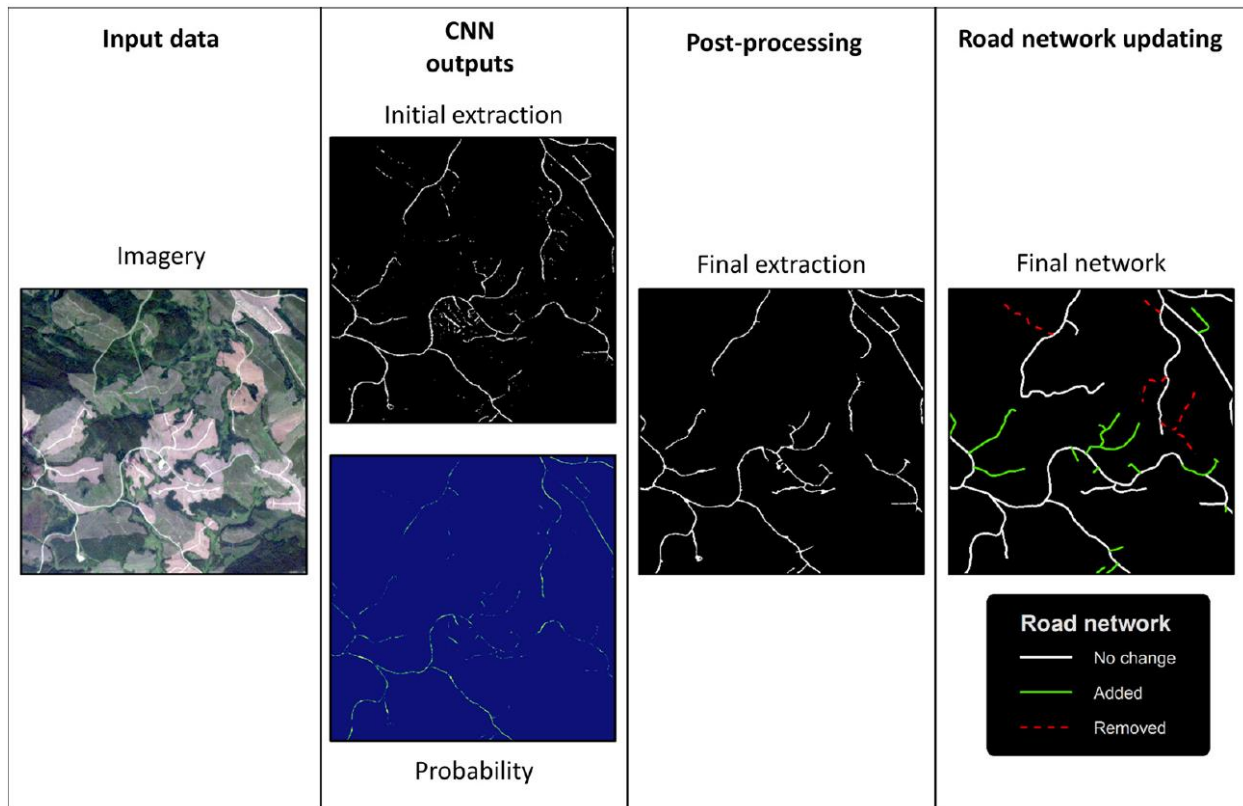 Input data
CNN
outputs
Post-processing
Road network updating
Initial extraction
Imagery
Final extraction
Final network
Probability
Road network
No change
Added
Removed